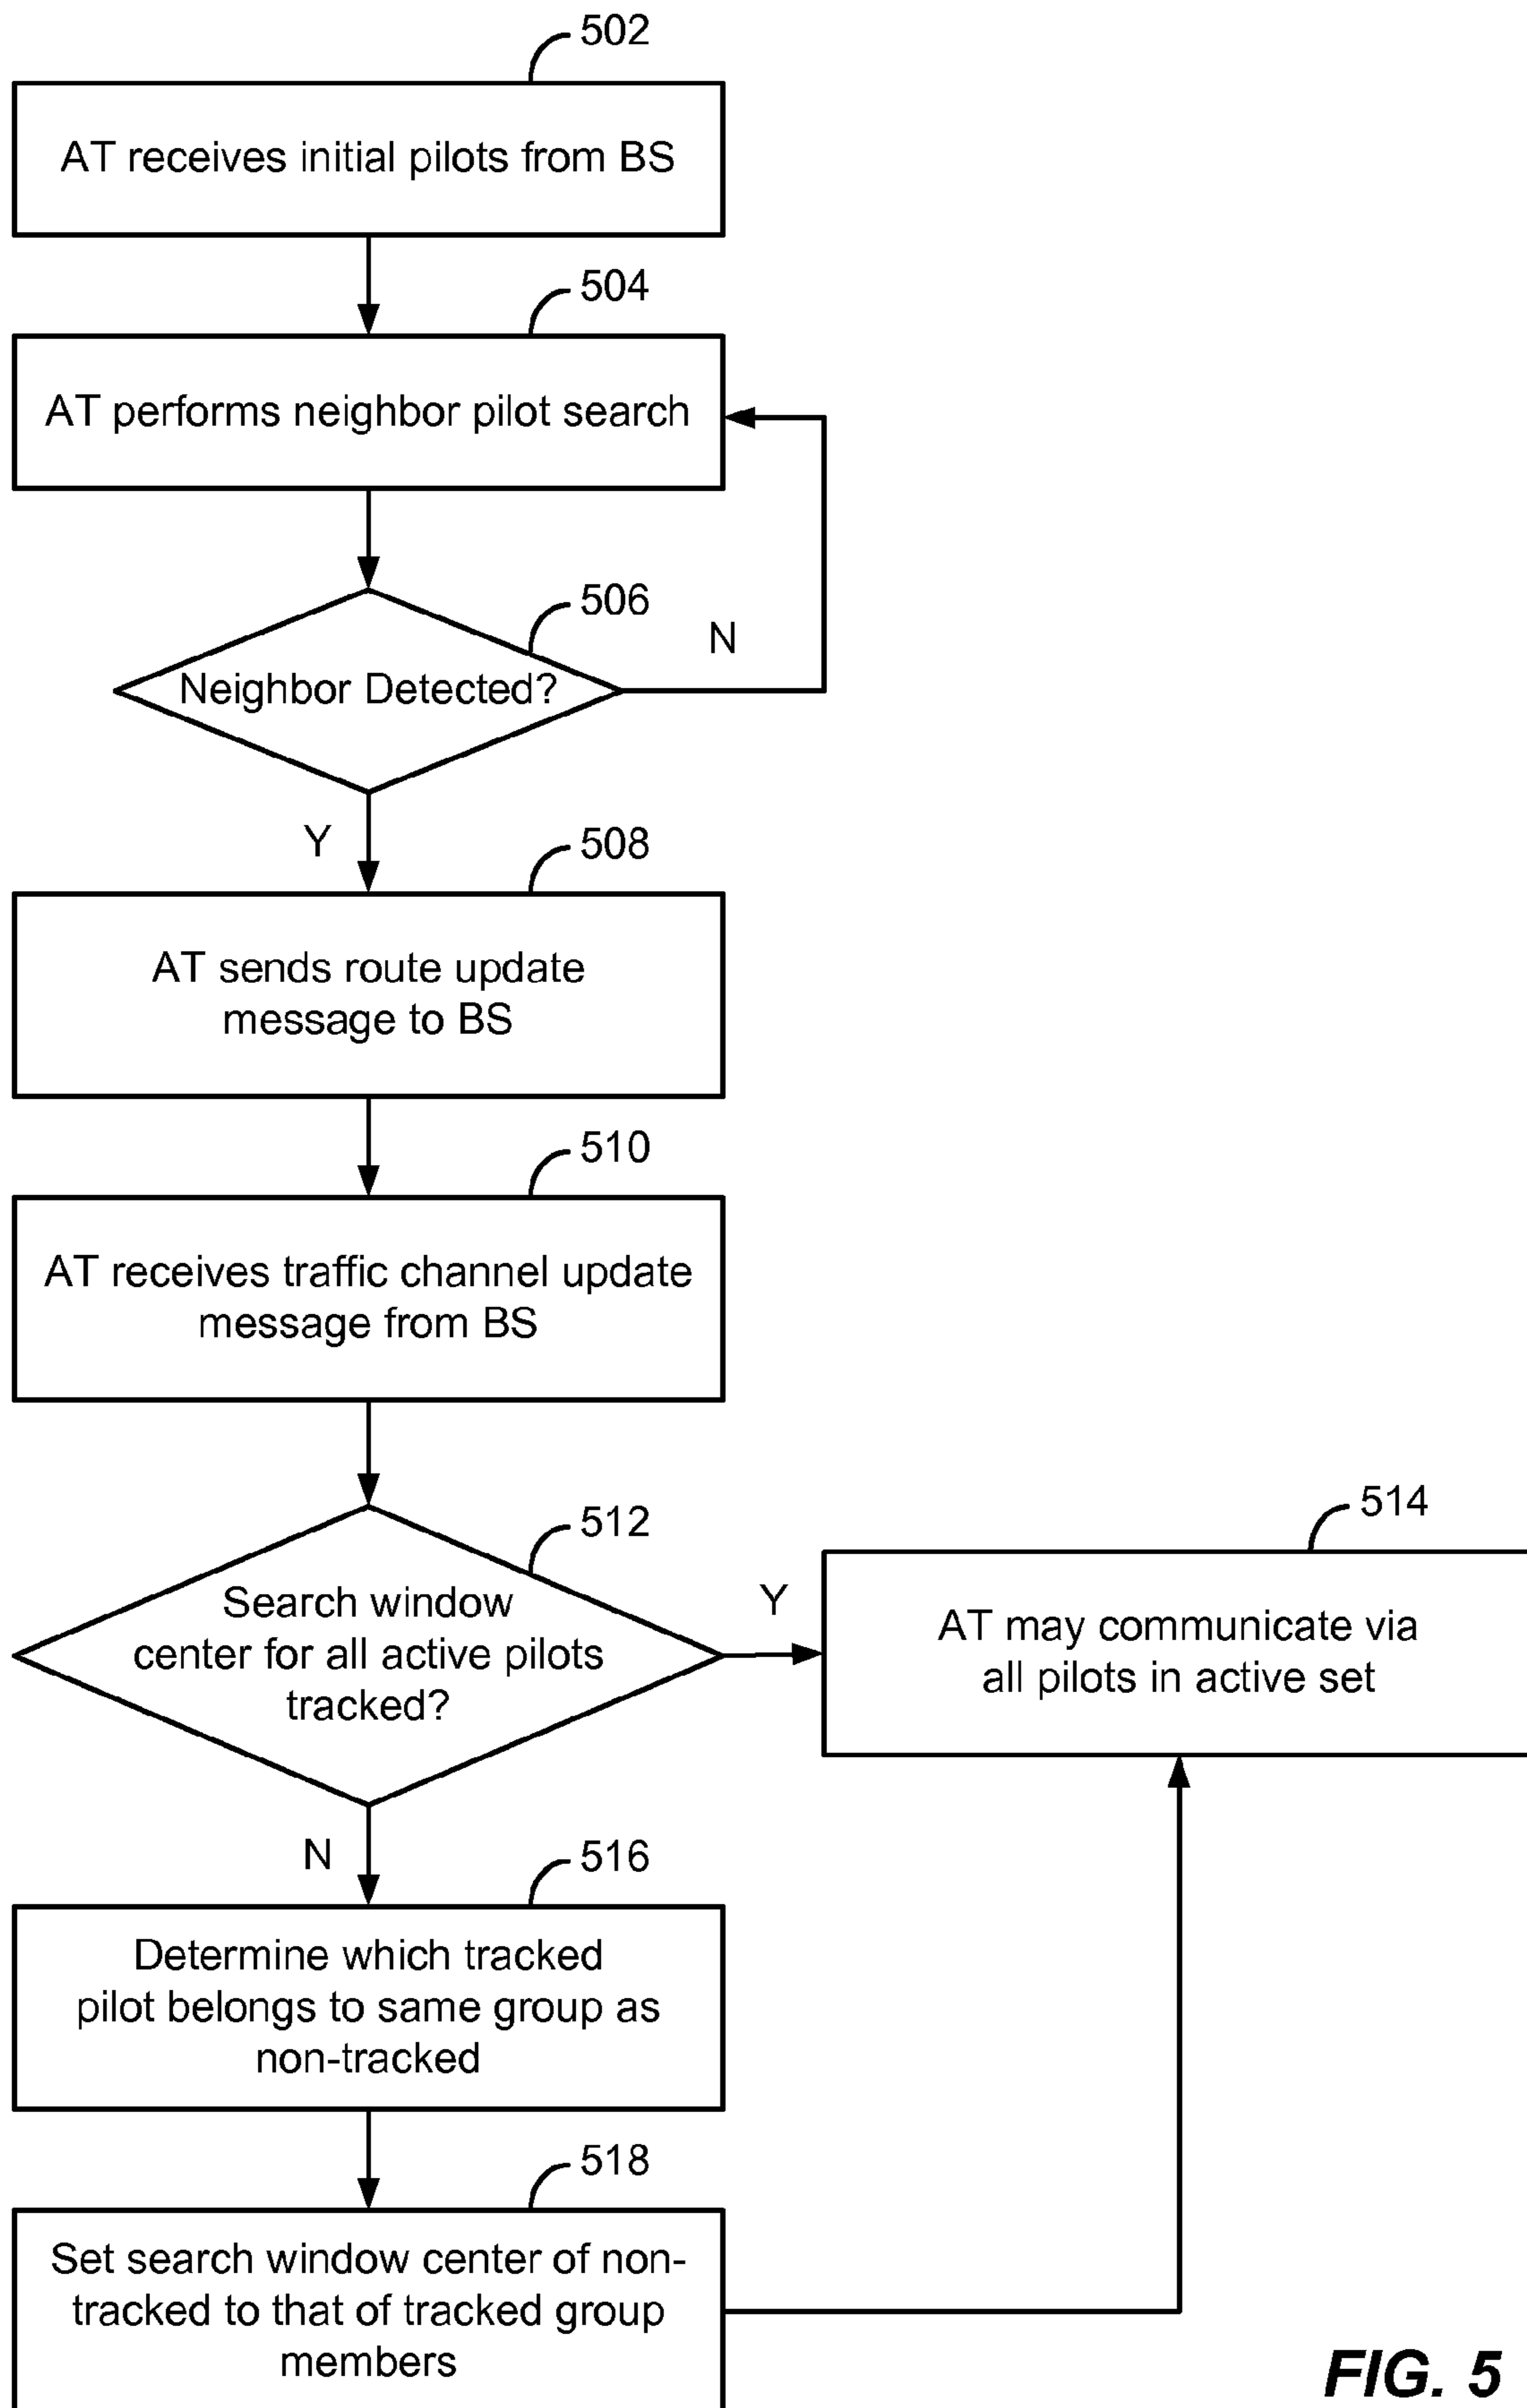 502
AT receives initial pilots from BS
504
AT performs neighbor pilot search
506
Neighbor Detected?
N
Y
508
AT sends route update
message to BS
510
AT receives traffic channel update
message from BS
512
Search window
center for all active pilots
tracked?
Y
514
AT may communicate via
all pilots in active set
N
516
Determine which tracked
pilot belongs to same group as
non-tracked
518
Set search window center of non-
tracked to that of tracked group
members
FIG. 5